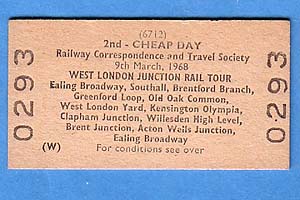 (6712)
2nd - CHEAP DAY
Railway Correspondence and Travel Society
9th March, 1968
WEST LONDON JUNCTION RAIL TOUR
Ealing Broadway, Southall, Brentford Branch,
Greenford Loop, Old Oak Common,
West London Yard, Kensington Olympia,
Clapham Junction, Willesden High Level,
Brent Junction, Acton Wells Junction,
Ealing Broadway
(W) For conditions see over
0293
0293